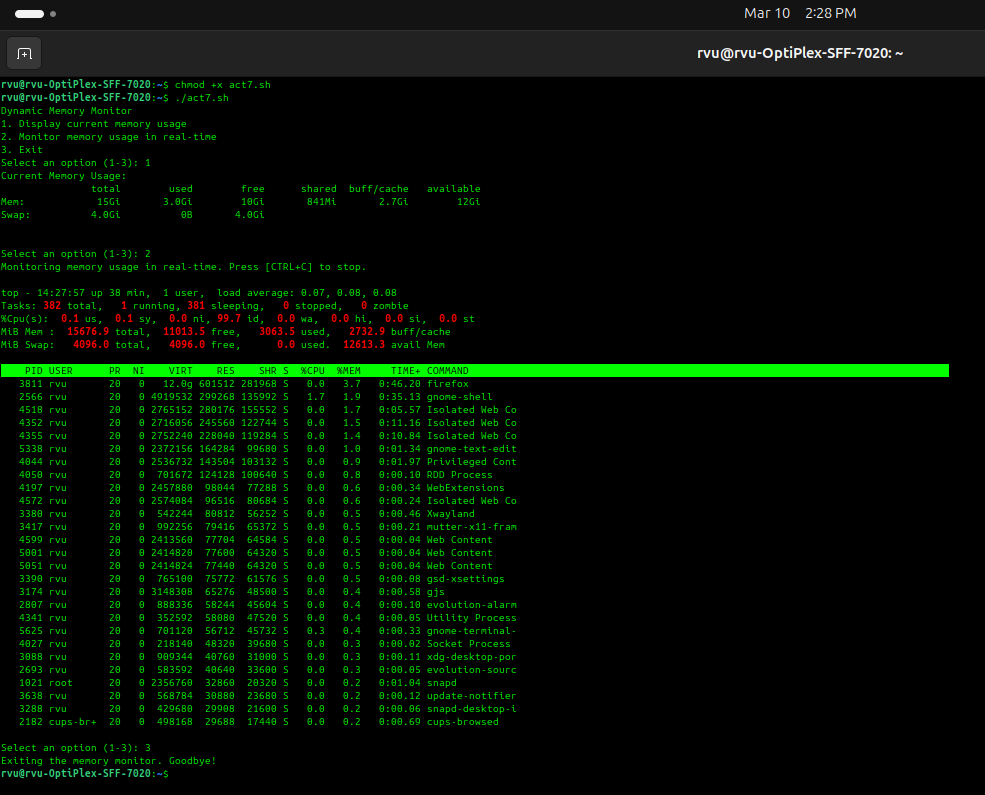 Mar 10 2:28 PM
rvu@rvu-OptiPlex-SFF-7020: ~
rvu@rvu-OptiPlex-SFF-7020:~$ chmod +x act7.sh
rvu@rvu-OptiPlex-SFF-7020:~$ ./act7.sh
Dynamic Memory Monitor
1. Display current memory usage
2. Monitor memory usage in real-time
3. Exit
Select an option (1-3): 1
Current Memory Usage:
total used free shared buff/cache available
Mem: 15Gi 3.0Gi 10Gi 841Mi 2.7Gi 12Gi
Swap: 4.0Gi 0B 4.0Gi
Select an option (1-3): 2
Monitoring memory usage in real-time. Press [CTRL+C] to stop.
top - 14:27:57 up 38 min, 1 user, load average: 0.07, 0.08, 0.08
Tasks: 382 total, 1 running, 381 sleeping, 0 stopped, 0 zombie
%Cpu(s): 0.1 us, 0.1 sy, 0.0 ni, 99.7 id, 0.0 wa, 0.0 hi, 0.0 si, 0.0 st
MiB Mem : 15676.9 total, 11013.5 free, 3063.5 used, 2732.9 buff/cache
MiB Swap: 4096.0 total, 4096.0 free, 0.0 used. 12613.3 avail Mem
PID USER PR NI VIRT RES SHR S %CPU %MEM TIME+ COMMAND
3811 rvu 20 0 12.0g 601512 281968 S 0.0 3.7 0:46.20 firefox
2566 rvu 20 0 4919532 299268 135992 S 1.7 1.9 0:35.13 gnome-shell
4518 rvu 20 0 2765152 280176 155552 S 0.0 1.7 0:05.57 Isolated Web Co
4352 rvu 20 0 2716056 245560 122744 S 0.0 1.5 0:11.16 Isolated Web Co
4355 rvu 20 0 2752240 228040 119284 S 0.0 1.4 0:10.84 Isolated Web Co
5338 rvu 20 0 2372156 164284 99680 S 0.0 1.0 0:01.34 gnome-text-edit
4044 rvu 20 0 2536732 143504 103132 S 0.0 0.9 0:01.97 Privileged Cont
4050 rvu 20 0 701672 124128 100640 S 0.0 0.8 0:00.10 RDD Process
4197 rvu 20 0 2457880 98044 77288 S 0.0 0.6 0:00.34 WebExtensions
4572 rvu 20 0 2574084 96516 80684 S 0.0 0.6 0:00.24 Isolated Web Co
3380 rvu 20 0 542244 80812 56252 S 0.0 0.5 0:00.46 Xwayland
3417 rvu 20 0 992256 79416 65372 S 0.0 0.5 0:00.21 mutter-x11-fram
4599 rvu 20 0 2413560 77704 64584 S 0.0 0.5 0:00.04 Web Content
5001 rvu 20 0 2414820 77600 64320 S 0.0 0.5 0:00.04 Web Content
5051 rvu 20 0 2414824 77440 64320 S 0.0 0.5 0:00.04 Web Content
3390 rvu 20 0 765100 75772 61576 S 0.0 0.5 0:00.08 gsd-xsettings
3174 rvu 20 0 3148308 65276 48500 S 0.0 0.4 0:00.58 gjs
2807 rvu 20 0 888336 58244 45604 S 0.0 0.4 0:00.10 evolution-alarm
4341 rvu 20 0 352592 58080 47520 S 0.0 0.4 0:00.05 Utility Process
5625 rvu 20 0 701120 56712 45732 S 0.3 0.4 0:00.33 gnome-terminal-
4027 rvu 20 0 218140 48320 39680 S 0.0 0.3 0:00.02 Socket Process
3088 rvu 20 0 909344 40760 31000 S 0.0 0.3 0:00.11 xdg-desktop-por
2693 rvu 20 0 583592 40640 33600 S 0.0 0.3 0:00.05 evolution-sourc
1021 root 20 0 2356760 32860 20320 S 0.0 0.2 0:01.04 snapd
3638 rvu 20 0 568784 30880 23680 S 0.0 0.2 0:00.12 update-notifier
3288 rvu 20 0 429680 29908 21600 S 0.0 0.2 0:00.06 snapd-desktop-i
2182 cups-br+ 20 0 498168 29688 17440 S 0.0 0.2 0:00.69 cups-browsed
Select an option (1-3): 3
Exiting the memory monitor. Goodbye!
rvu@rvu-OptiPlex-SFF-7020:~$